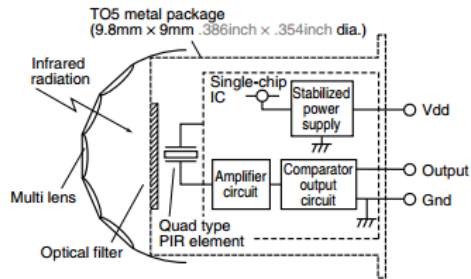 TO5 metal package
(9.8mm × 9mm .386inch × .354inch dia.)
Infrared
radiation
Single-chip
IC
Stabilized
power
supply
Vdd
Amplifier
circuit
Comparator
output
circuit
Output
Gnd
Multi lens
Quad type
PIR element
Optical filter